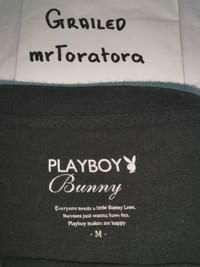 GRAILED
mrToratora
PLAYBOY
Bunny
Everyone needs a little Bunny Love.
Bunnies just wanna have fun.
Playboy makes me happy.
- M -